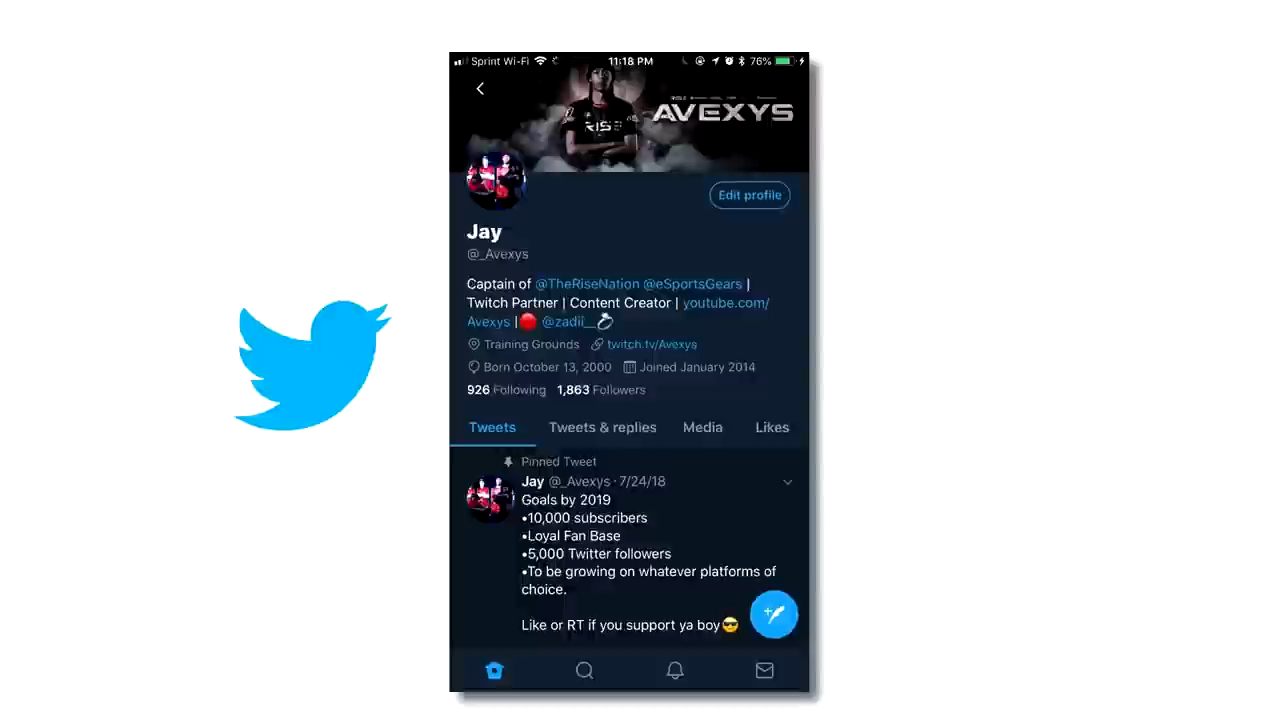 Sprint Wi-Fi 11:18 PM 76%
AVEXYS
RISE
Edit profile
Jay
@_Avexys
Captain of @TheRiseNation @eSportsGears |
Twitch Partner | Content Creator | youtube.com/
Avexys |🔴 @zadii__💍
Training Grounds twitch.tv/Avexys
Born October 13, 2000 Joined January 2014
926 Following 1,863 Followers
Tweets Tweets & replies Media Likes
Pinned Tweet
Jay @_Avexys · 7/24/18
Goals by 2019
•10,000 subscribers
•Loyal Fan Base
•5,000 Twitter followers
•To be growing on whatever platforms of
choice.
Like or RT if you support ya boy😎